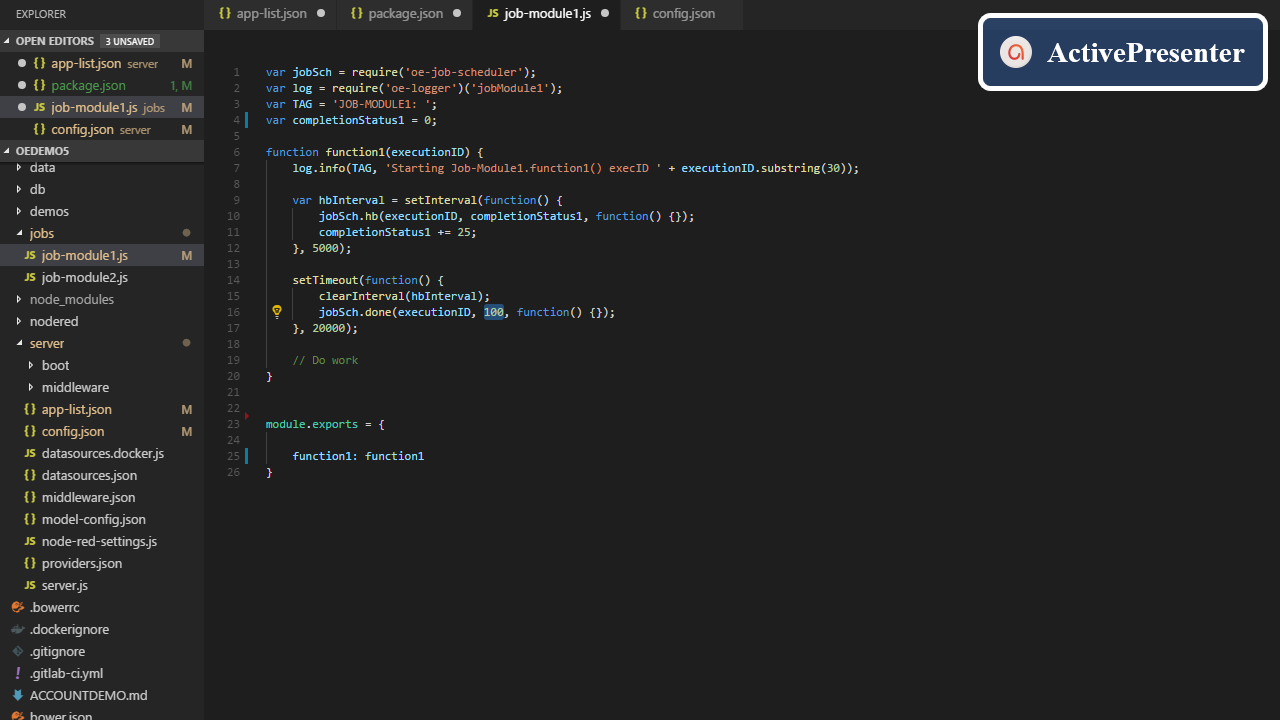 EXPLORER
OPEN EDITORS 3 UNSAVED
{} app-list.json server M
{} package.json 1, M
JS job-module1.js jobs M
{} config.json server M
OEDEMO5
data
db
demos
jobs
JS job-module1.js M
JS job-module2.js
node_modules
nodered
server
boot
middleware
{} app-list.json M
{} config.json M
JS datasources.docker.js
{} datasources.json
{} middleware.json
{} model-config.json
JS node-red-settings.js
{} providers.json
JS server.js
.bowerrc
.dockerignore
.gitignore
! .gitlab-ci.yml
ACCOUNTDEMO.md
bower.json
{} app-list.json {} package.json JS job-module1.js {} config.json
ActivePresenter
1 var jobSch = require('oe-job-scheduler');
2 var log = require('oe-logger')('jobModule1');
3 var TAG = 'JOB-MODULE1: ';
4 var completionStatus1 = 0;
5
6 function function1(executionID) {
7 log.info(TAG, 'Starting Job-Module1.function1() execID ' + executionID.substring(30));
8
9 var hbInterval = setInterval(function() {
10 jobSch.hb(executionID, completionStatus1, function() {});
11 completionStatus1 += 25;
12 }, 5000);
13
14 setTimeout(function() {
15 clearInterval(hbInterval);
16 jobSch.done(executionID, 100, function() {});
17 }, 20000);
18
19 // Do work
20 }
21
22
23 module.exports = {
24
25 function1: function1
26 }